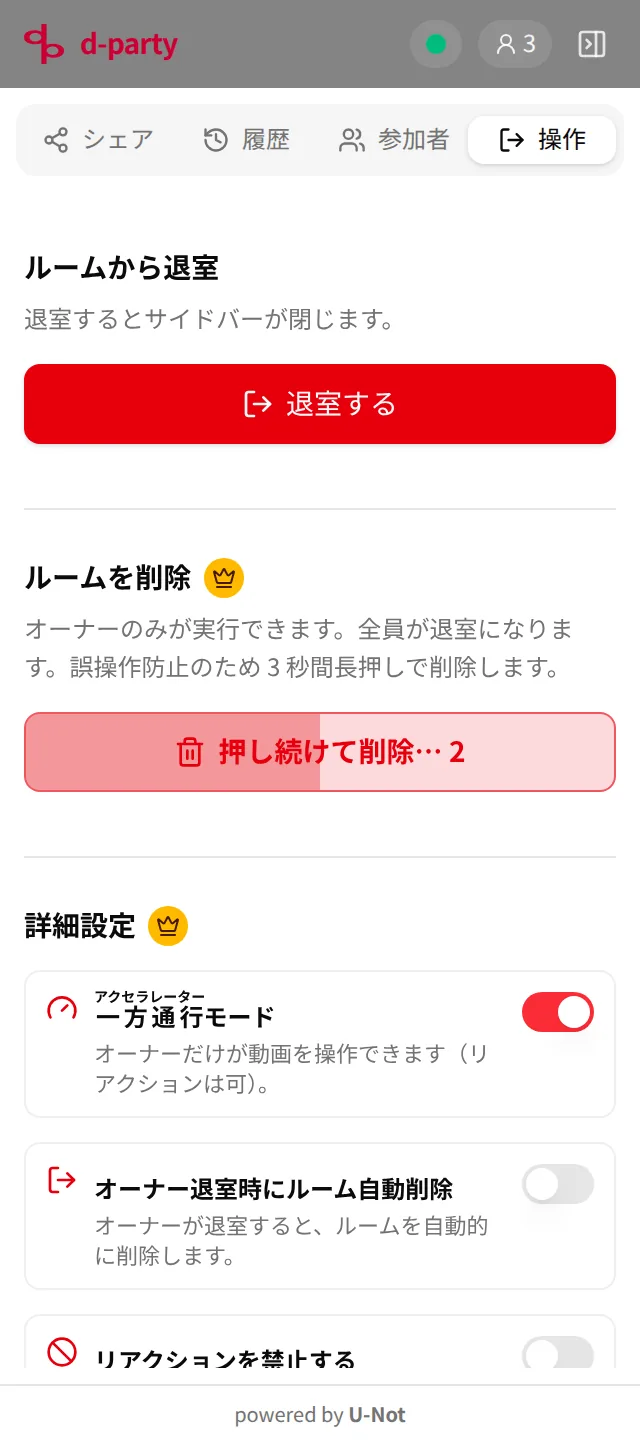 d-party
3
シェア
履歴
参加者
操作
ルームから退室
退室するとサイドバーが閉じます。
退室する
ルームを削除
オーナーのみが実行できます。全員が退室になりま
す。誤操作防止のため 3 秒間長押しで削除します。
押し続けて削除… 2
詳細設定
アクセラレーター
一方通行モード
オーナーだけが動画を操作できます（リ
アクションは可）。
オーナー退室時にルーム自動削除
オーナーが退室すると、ルームを自動的
に削除します。
リアクションを禁止する
powered by U-Not